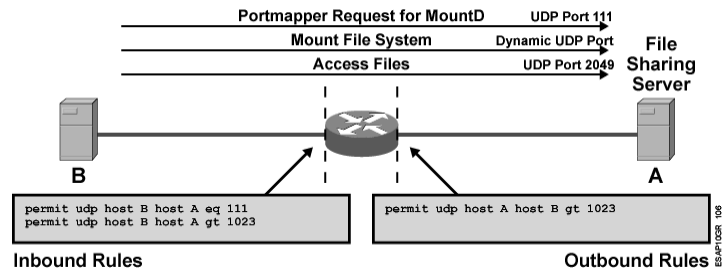 Portmapper Request for MountD UDP Port 111
Mount File System Dynamic UDP Port
Access Files UDP Port 2049
File
Sharing
Server
B
A
permit udp host B host A eq 111
permit udp host B host A gt 1023
permit udp host A host B gt 1023
Inbound Rules
Outbound Rules
ESAP10GR 106